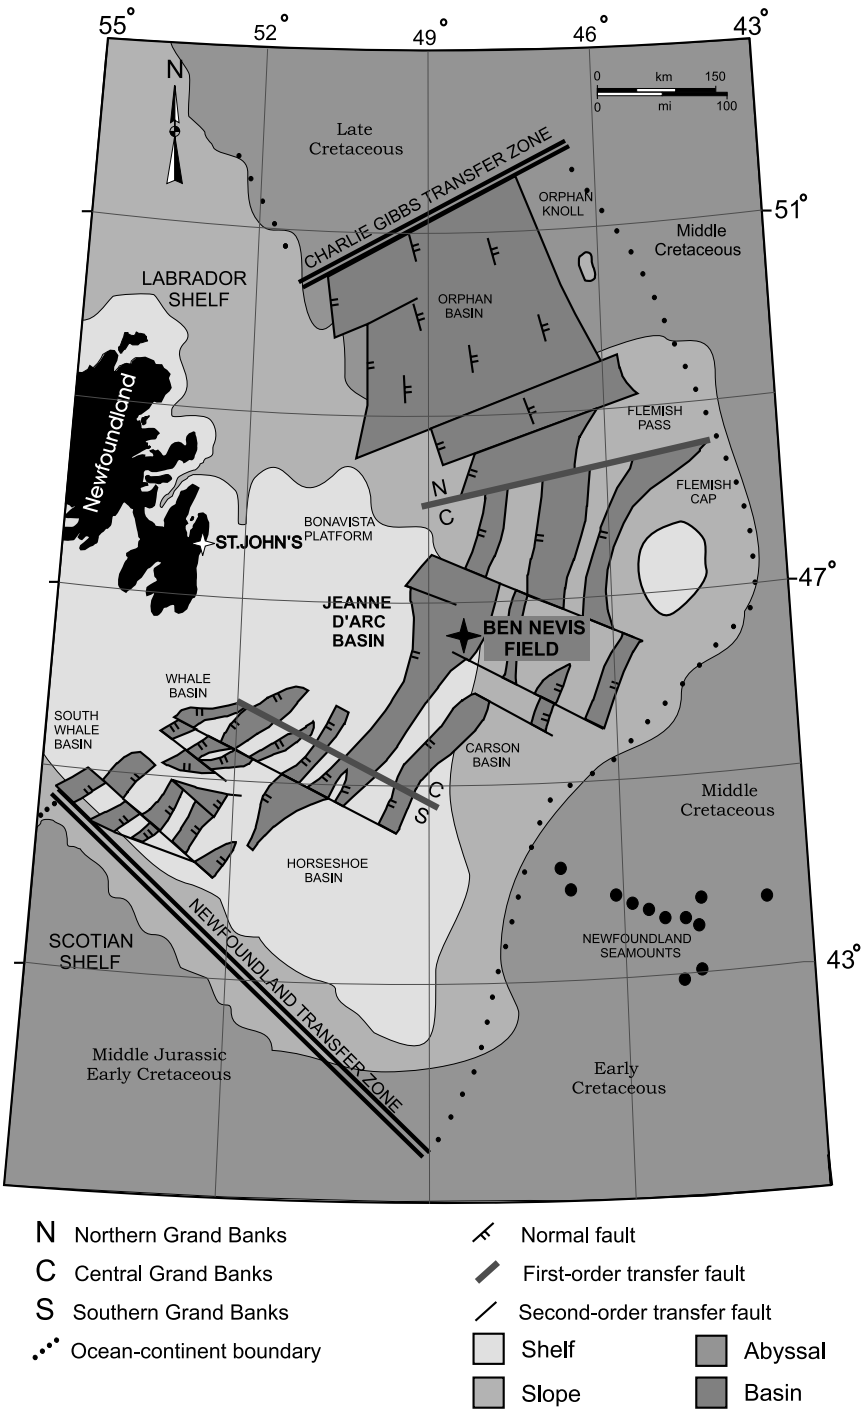 55°
52°
49°
46°
43°
N
0 km 150
0 mi 100
Late
Cretaceous
CHARLIE GIBBS TRANSFER ZONE
ORPHAN
KNOLL
51°
Middle
Cretaceous
LABRADOR
SHELF
ORPHAN
BASIN
Newfoundland
FLEMISH
PASS
N
C
FLEMISH
CAP
BONAVISTA
PLATFORM
ST.JOHN'S
47°
JEANNE
D'ARC
BASIN
BEN NEVIS
FIELD
WHALE
BASIN
SOUTH
WHALE
BASIN
CARSON
BASIN
C
S
Middle
Cretaceous
HORSESHOE
BASIN
NEWFOUNDLAND TRANSFER ZONE
SCOTIAN
SHELF
NEWFOUNDLAND
SEAMOUNTS
43°
Middle Jurassic
Early Cretaceous
Early
Cretaceous
N Northern Grand Banks
C Central Grand Banks
S Southern Grand Banks
Ocean-continent boundary
Normal fault
First-order transfer fault
Second-order transfer fault
Shelf
Abyssal
Slope
Basin